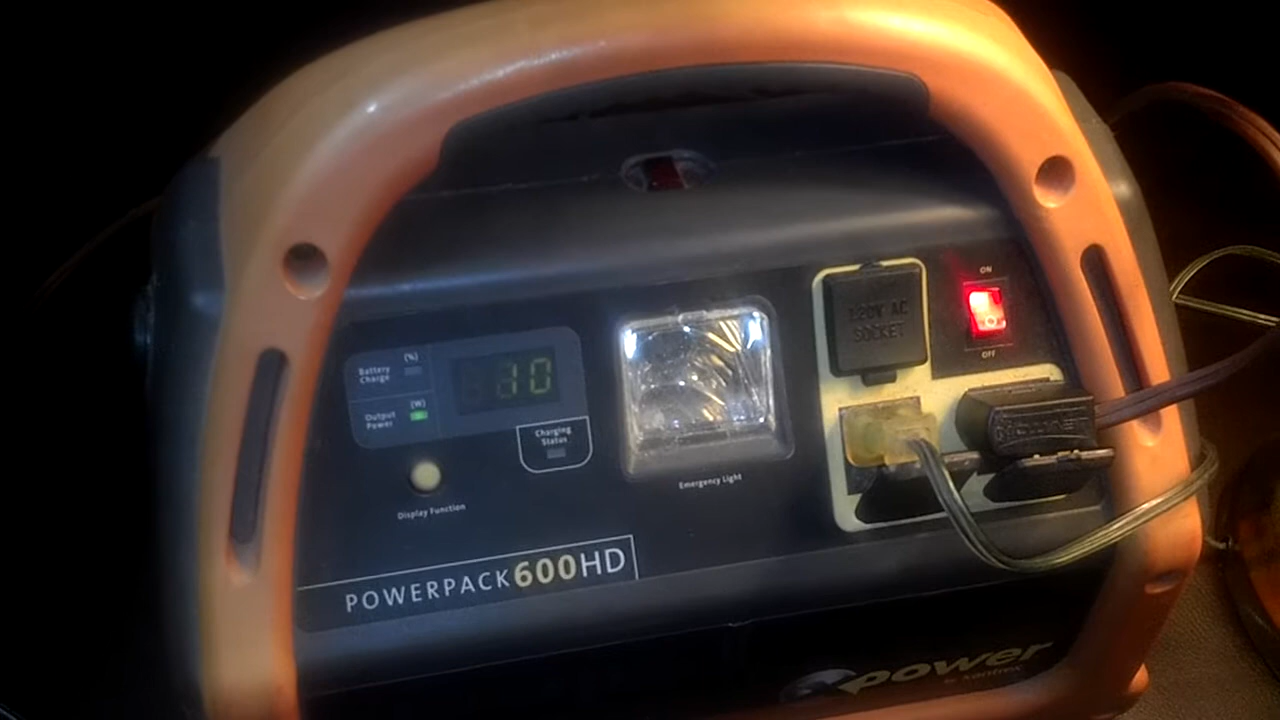 120V AC
SOCKET
ON
OFF
(%)
Battery
Charge
10
(W)
Output
Power
Charging
Status
Display Function
Emergency Light
POWERPACK600HD
power